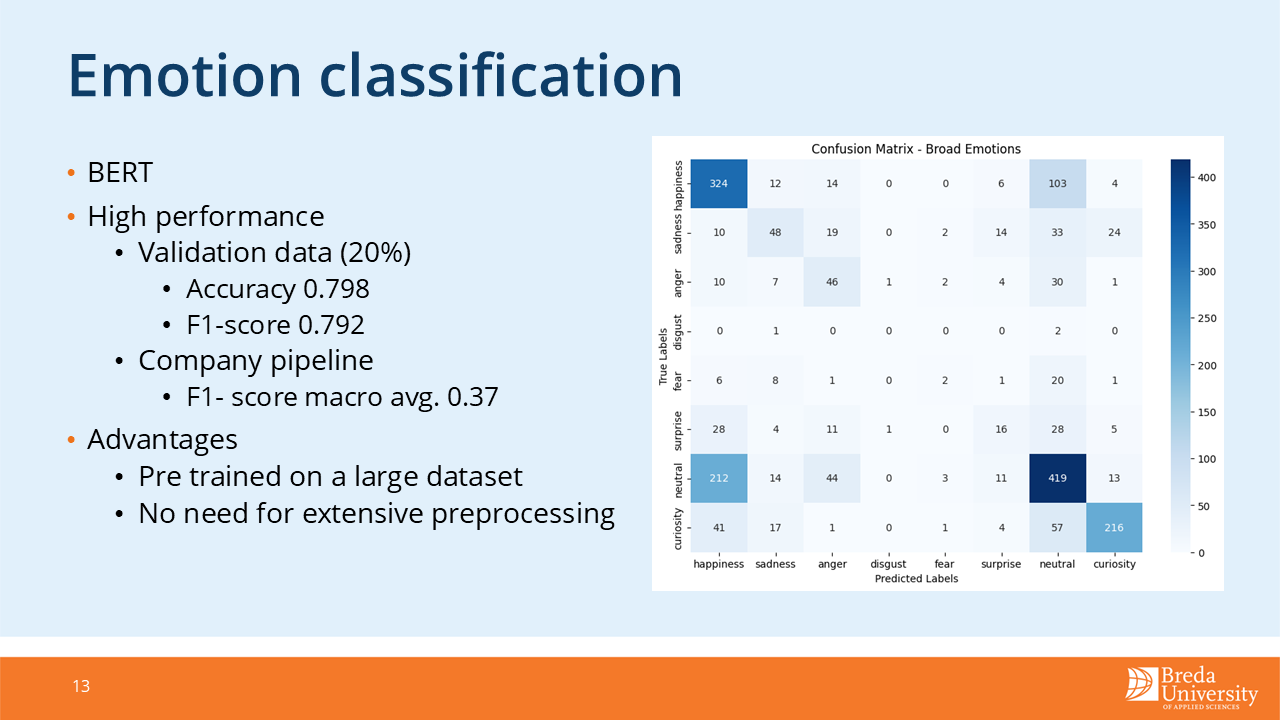 Emotion classification
• BERT
• High performance
• Validation data (20%)
• Accuracy 0.798
• F1-score 0.792
• Company pipeline
• F1- score macro avg. 0.37
• Advantages
• Pre trained on a large dataset
• No need for extensive preprocessing
Confusion Matrix - Broad Emotions
True Labels
happiness 324 12 14 0 0 6 103 4
sadness 10 48 19 0 2 14 33 24
anger 10 7 46 1 2 4 30 1
disgust 0 1 0 0 0 0 2 0
fear 6 8 1 0 2 1 20 1
surprise 28 4 11 1 0 16 28 5
neutral 212 14 44 0 3 11 419 13
curiosity 41 17 1 0 1 4 57 216
happiness sadness anger disgust fear surprise neutral curiosity
Predicted Labels
400
350
300
250
200
150
100
50
0
13
Breda
University
OF APPLIED SCIENCES